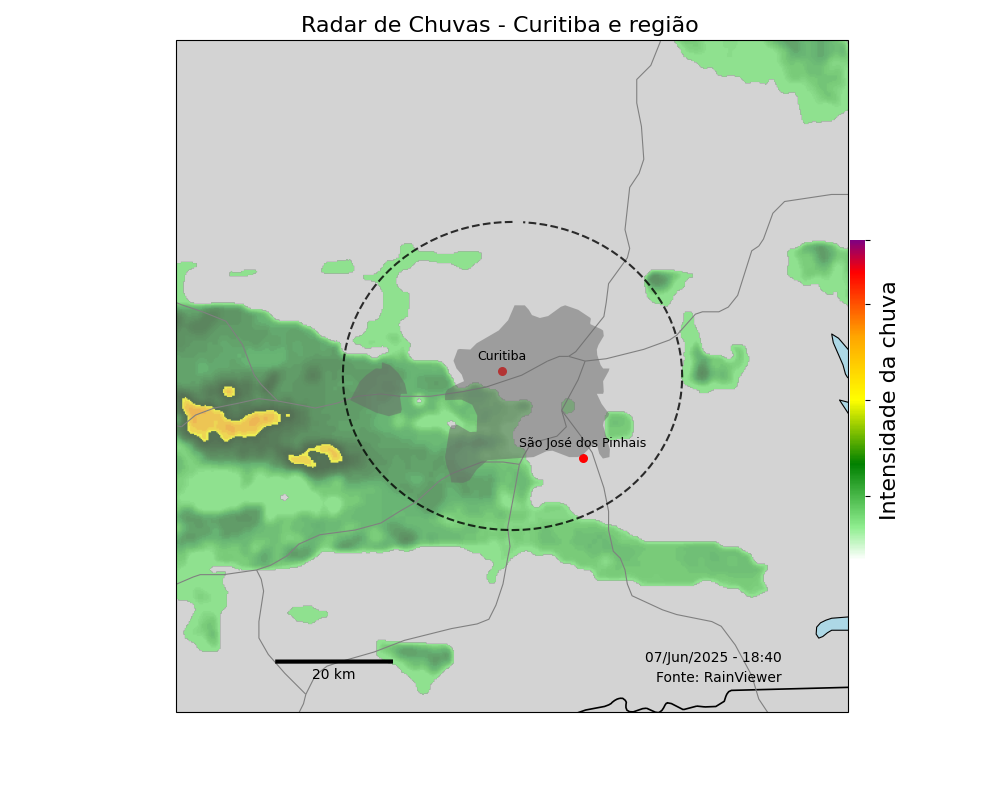 Radar de Chuvas - Curitiba e região
Curitiba
São José dos Pinhais
Intensidade da chuva
20 km
07/Jun/2025 - 18:40
Fonte: RainViewer